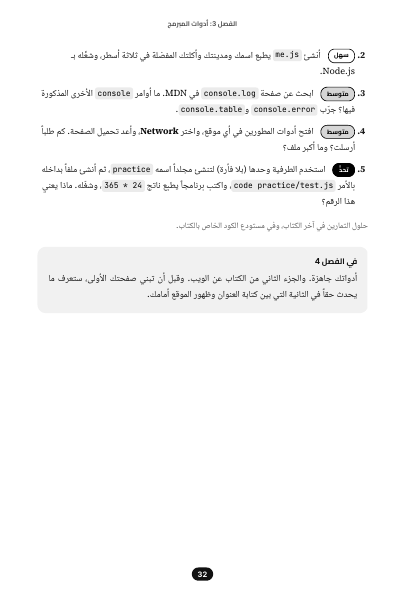 الفصل 3: أدوات المبرمج
2. سهل أنشئ me.js يطبع اسمك ومدينتك وأكلتك المفضلة في ثلاثة أسطر، وشغّله بـ
Node.js.
3. متوسط ابحث عن صفحة console.log في MDN. ما أوامر console الأخرى المذكورة
فيها؟ جرّب console.error و console.table.
4. متوسط افتح أدوات المطورين في أي موقع، واختر Network، وأعد تحميل الصفحة. كم طلباً
أرسلت؟ وما أكبر ملف؟
5. تحدٍّ استخدم الطرفية وحدها (بلا فأرة) لتنشئ مجلداً اسمه practice، ثم أنشئ ملفاً بداخله
بالأمر code practice/test.js، واكتب برنامجاً يطبع ناتج 24 * 365، وشغّله. ماذا يعني
هذا الرقم؟
حلول التمارين في آخر الكتاب، وفي مستودع الكود الخاص بالكتاب.
في الفصل 4
أدواتك جاهزة. والجزء الثاني من الكتاب عن الويب. وقبل أن تبني صفحتك الأولى، ستعرف ما
يحدث حقاً في الثانية التي بين كتابة العنوان وظهور الموقع أمامك.
32